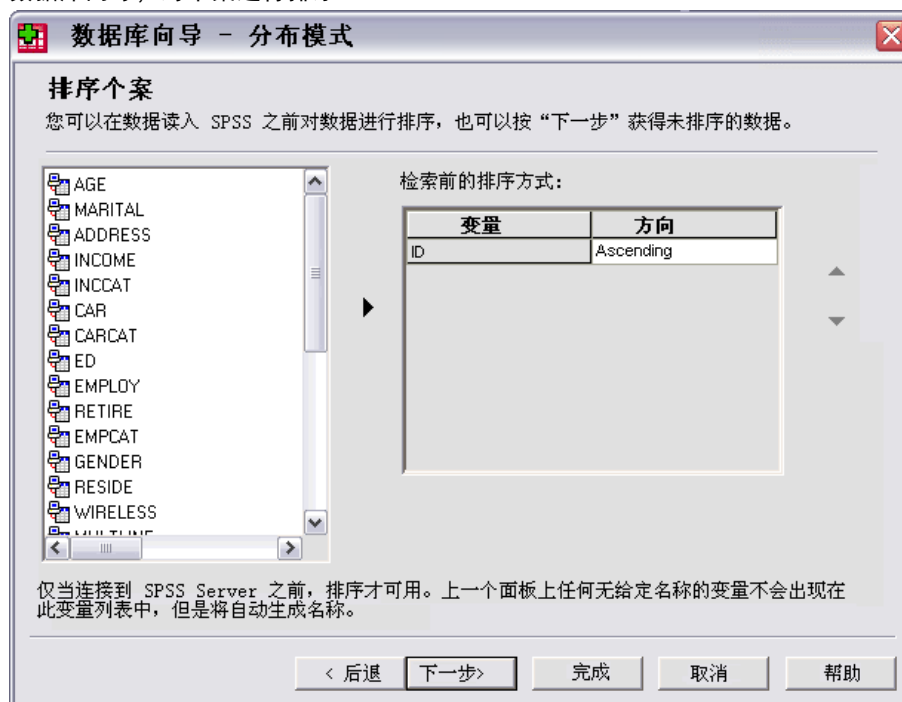 数据库向导 - 分布模式
排序个案
您可以在数据读入 SPSS 之前对数据进行排序，也可以按“下一步”获得未排序的数据。
AGE
MARITAL
ADDRESS
INCOME
INCCAT
CAR
CARCAT
ED
EMPLOY
RETIRE
EMPCAT
GENDER
RESIDE
WIRELESS
检索前的排序方式：
变量 方向
ID Ascending
仅当连接到 SPSS Server 之前，排序才可用。上一个面板上任何无给定名称的变量不会出现在
此变量列表中，但是将自动生成名称。
< 后退 下一步> 完成 取消 帮助